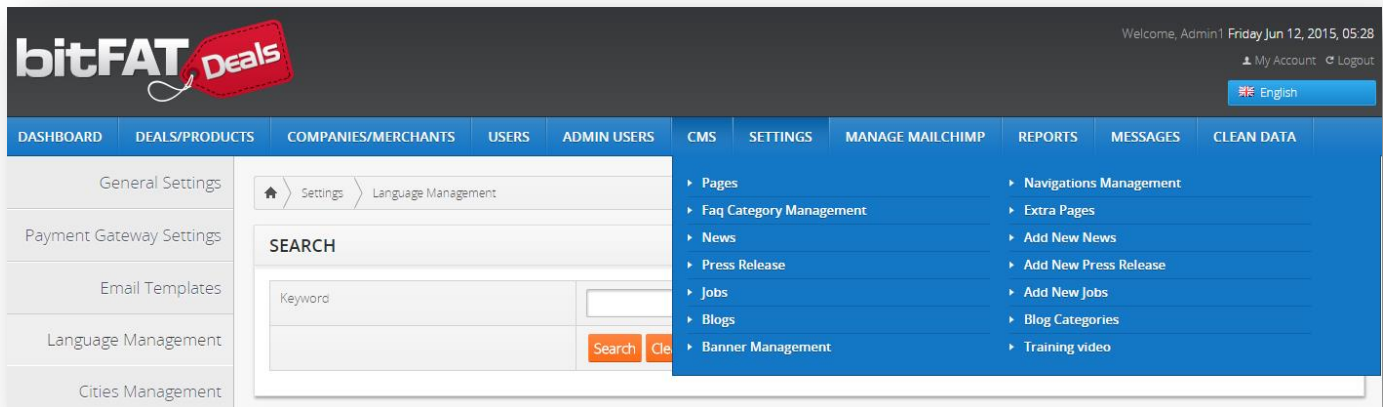 bitFAT Deals
Welcome, Admin1 Friday Jun 12, 2015, 05:28
My Account Logout
English
DASHBOARD DEALS/PRODUCTS COMPANIES/MERCHANTS USERS ADMIN USERS CMS SETTINGS MANAGE MAILCHIMP REPORTS MESSAGES CLEAN DATA
General Settings
Payment Gateway Settings
Email Templates
Language Management
Cities Management
Settings Language Management
SEARCH
Keyword
Search Cle
Pages
Faq Category Management
News
Press Release
Jobs
Blogs
Banner Management
Navigations Management
Extra Pages
Add New News
Add New Press Release
Add New Jobs
Blog Categories
Training video